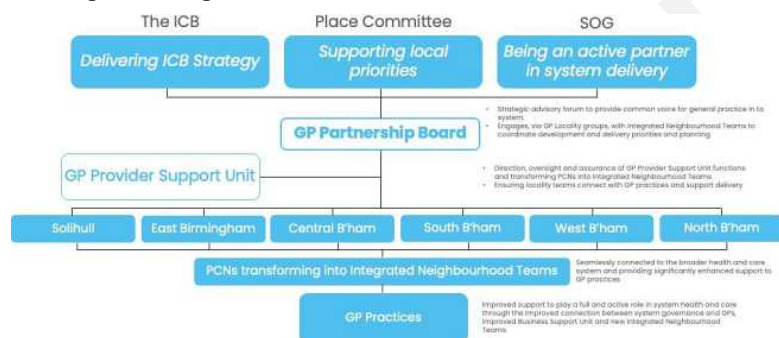 The ICB
Place Committee
SOG
Delivering ICB Strategy
Supporting local
priorities
Being an active partner
in system delivery
GP Partnership Board
• Strategic advisory forum to provide common voice for general practice in to
system
• Engages, via GP Locality groups, with Integrated Neighbourhood Teams to
coordinate development and delivery priorities and planning
GP Provider Support Unit
• Direction, oversight and assurance of GP Provider Support Unit functions
and transforming PCNs into Integrated Neighbourhood Teams
• Ensuring locality teams connect with GP practices and support delivery
Solihull
East Birmingham
Central B'ham
South B'ham
West B'ham
North B'ham
PCNs transforming into Integrated Neighbourhood Teams
Seamlessly connected to the broader health and care
system and providing significantly enhanced support to
GP practices
GP Practices
Improved support to play a full and active role in system health and care
through the improved connection between system governance and GPs,
Improved Business Support Unit and new Integrated Neighbourhood
Teams